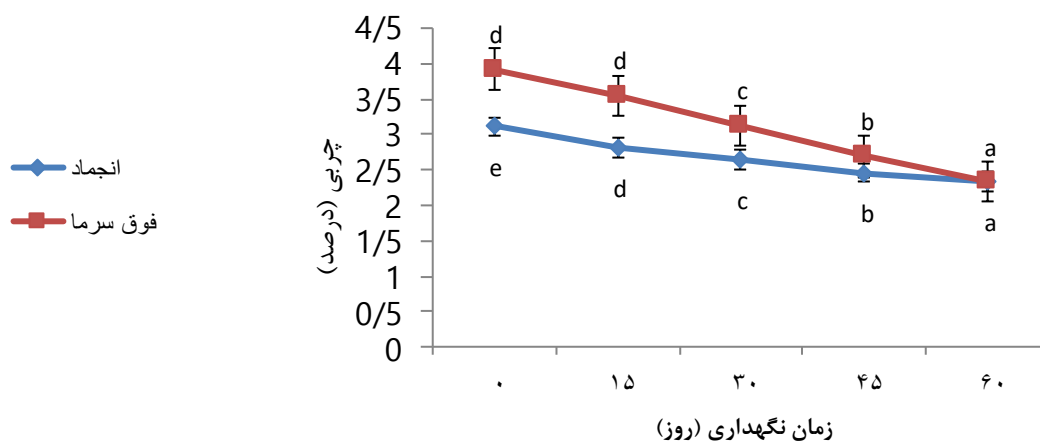 4/5
4
3/5
3
2/5
2
1/5
1
0/5
0
چربی (درصد)
d
d
c
b
a
e
d
c
b
a
۰
۱۵
۳۰
۴۵
۶۰
زمان نگهداری (روز)
انجماد
فوق سرما